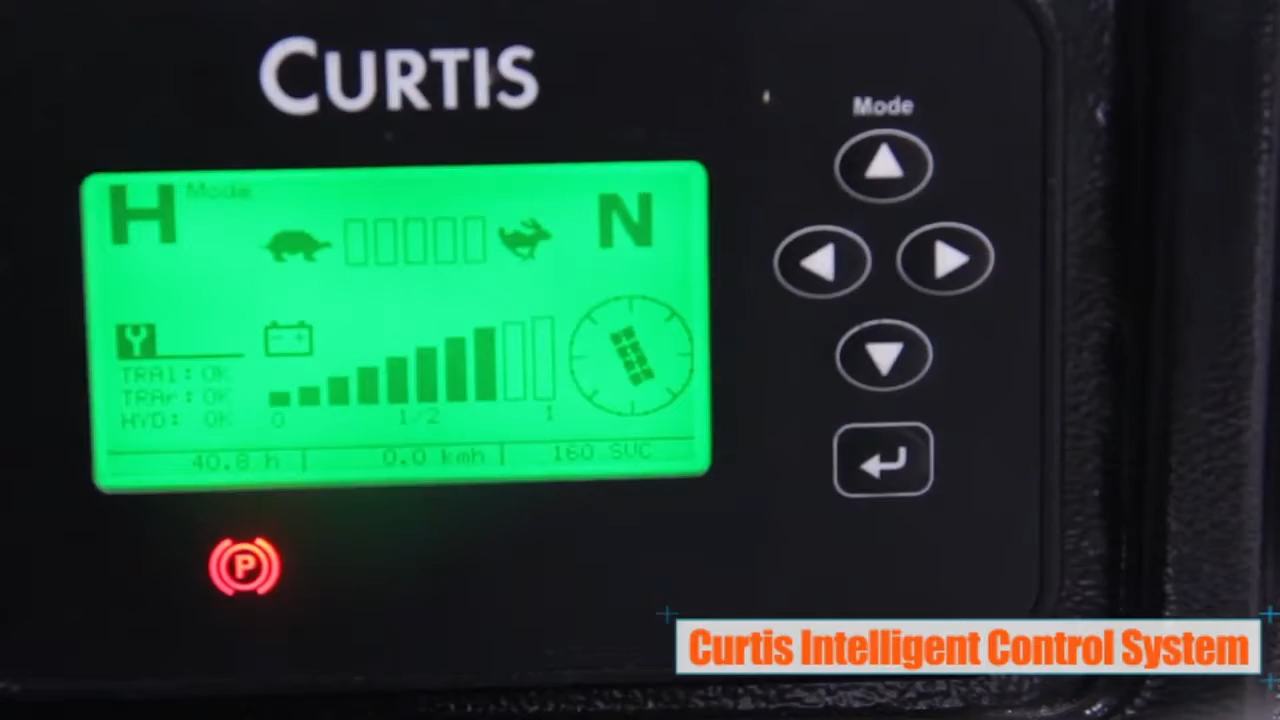 CURTIS
Mode
H Mode
N
TRAl: OK
TRAr: OK
HYD: OK
0 1/2 1
40.8 h
0.0 kmh
160 SVC
P
Curtis Intelligent Control System